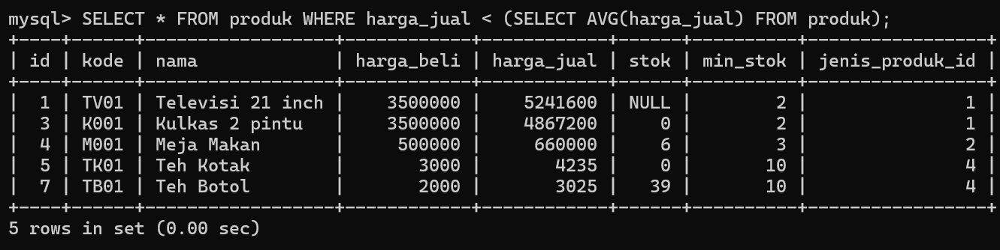 mysql> SELECT * FROM produk WHERE harga_jual < (SELECT AVG(harga_jual) FROM produk);
+----+------+------------------+------------+------------+------+----------+-----------------+
| id | kode | nama             | harga_beli | harga_jual | stok | min_stok | jenis_produk_id |
+----+------+------------------+------------+------------+------+----------+-----------------+
|  1 | TV01 | Televisi 21 inch |    3500000 |    5241600 | NULL |        2 |               1 |
|  3 | K001 | Kulkas 2 pintu   |    3500000 |    4867200 |    0 |        2 |               1 |
|  4 | M001 | Meja Makan       |     500000 |     660000 |    6 |        3 |               2 |
|  5 | TK01 | Teh Kotak        |       3000 |       4235 |    0 |       10 |               4 |
|  7 | TB01 | Teh Botol        |       2000 |       3025 |   39 |       10 |               4 |
+----+------+------------------+------------+------------+------+----------+-----------------+
5 rows in set (0.00 sec)